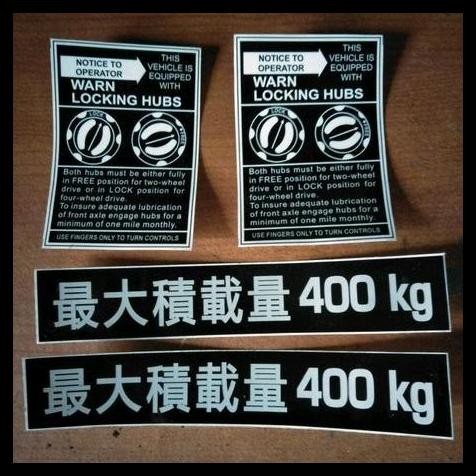 NOTICE TO
OPERATOR
THIS
VEHICLE IS
EQUIPPED
WITH
WARN
LOCKING HUBS
LOCK
FREE
Both hubs must be either fully
in FREE position for two-wheel
drive or in LOCK position for
four-wheel drive.
To insure adequate lubrication
of front axle engage hubs for a
minimum of one mile monthly.
USE FINGERS ONLY TO TURN CONTROLS
NOTICE TO
OPERATOR
THIS
VEHICLE IS
EQUIPPED
WITH
WARN
LOCKING HUBS
LOCK
FREE
Both hubs must be either fully
in FREE position for two-wheel
drive or in LOCK position for
four-wheel drive.
To insure adequate lubrication
of front axle engage hubs for a
minimum of one mile monthly.
USE FINGERS ONLY TO TURN CONTROLS
最大積載量 400 kg
最大積載量 400 kg